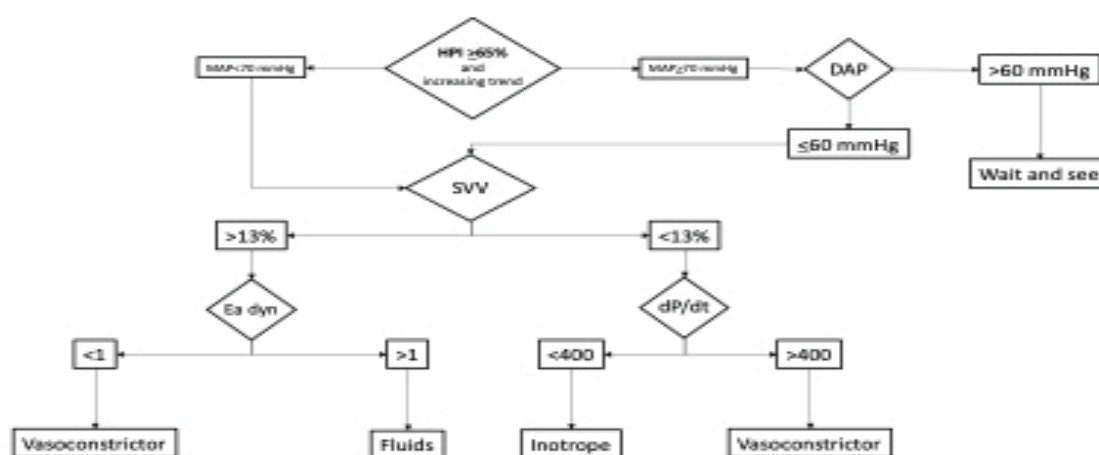 HPI ≥65%
and
increasing trend
MAP<70 mmHg
MAP≥70 mmHg
DAP
>60 mmHg
≤60 mmHg
Wait and see
SVV
>13%
<13%
Ea dyn
dP/dt
<1
>1
<400
>400
Vasoconstrictor
Fluids
Inotrope
Vasoconstrictor